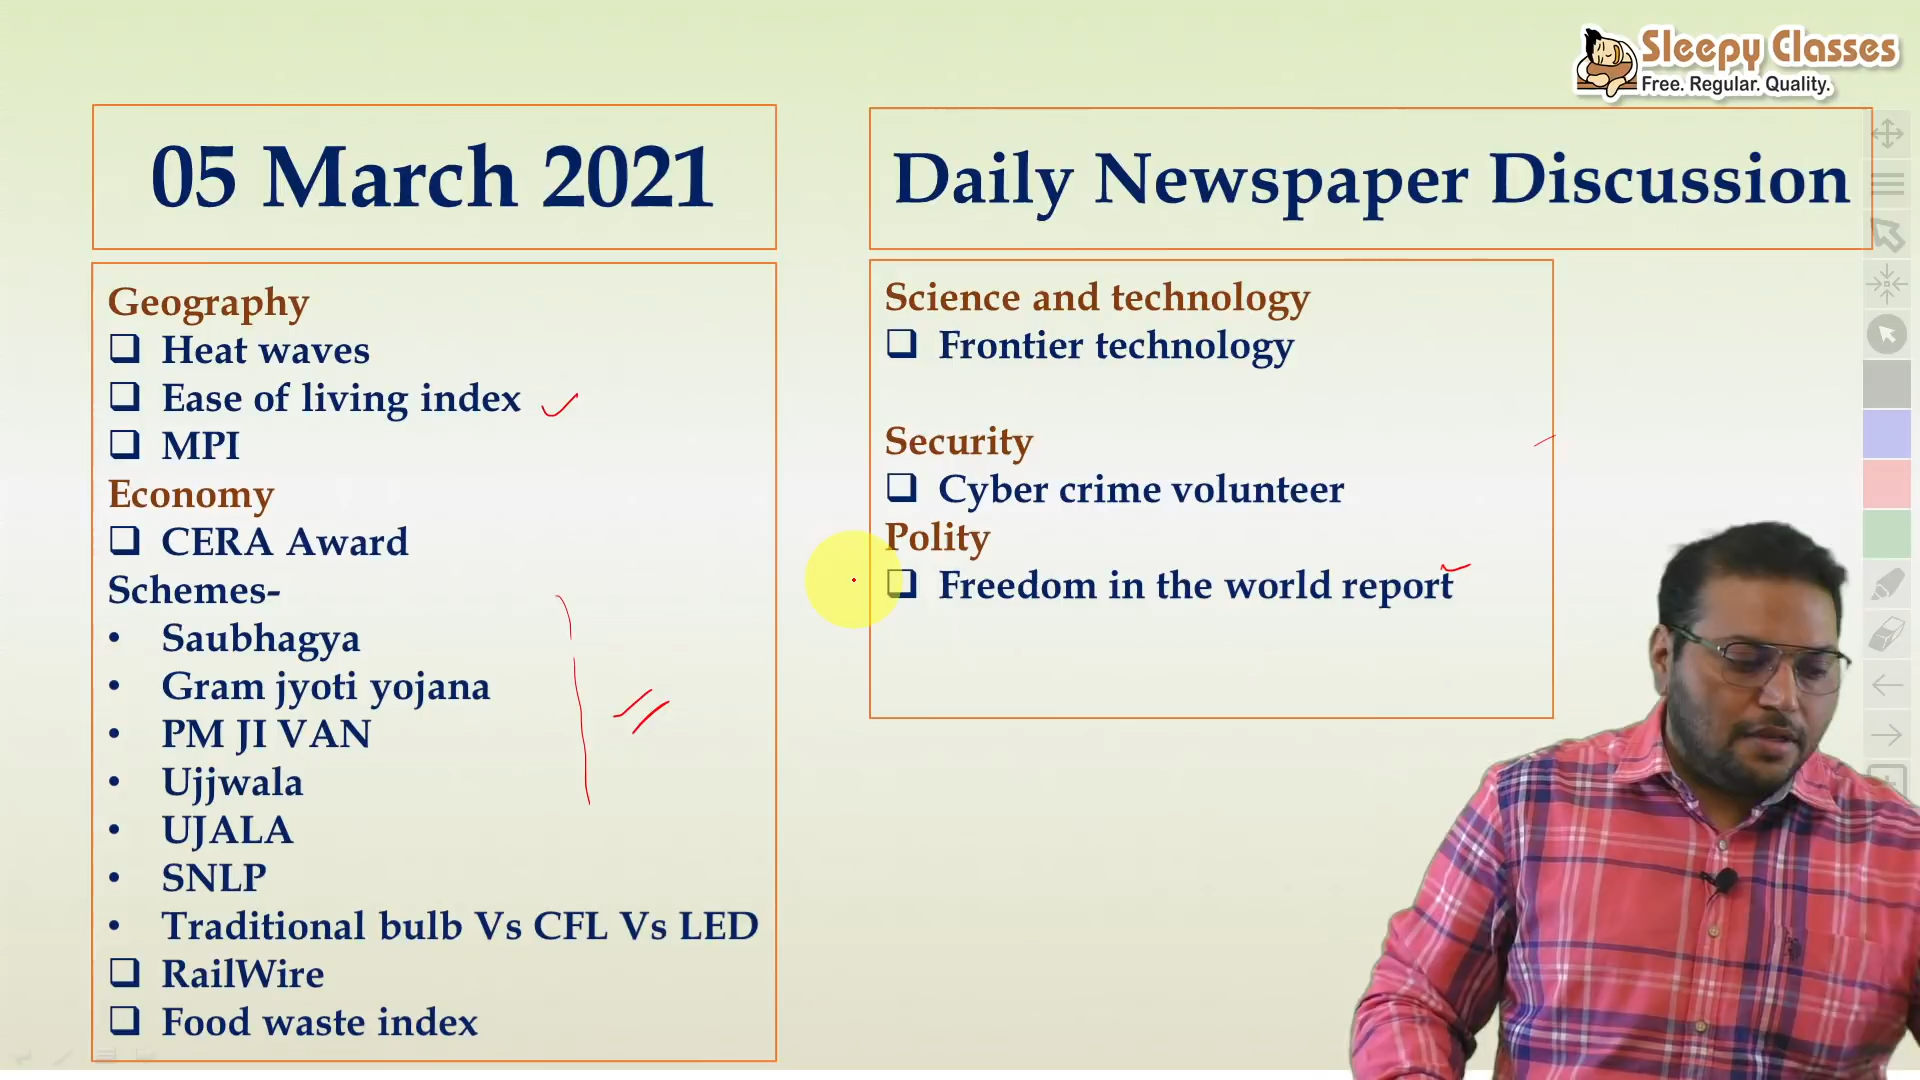 Sleepy Classes
Free. Regular. Quality.
05 March 2021
Daily Newspaper Discussion
Geography
Heat waves
Ease of living index
MPI
Economy
CERA Award
Schemes-
Saubhagya
Gram jyoti yojana
PM JI VAN
Ujjwala
UJALA
SNLP
Traditional bulb Vs CFL Vs LED
RailWire
Food waste index
Science and technology
Frontier technology
Security
Cyber crime volunteer
Polity
Freedom in the world report